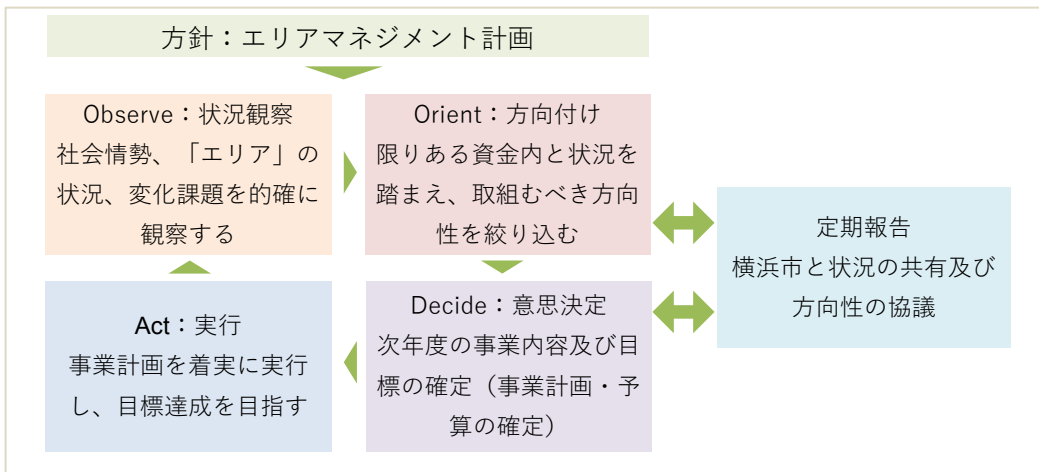 方針：エリアマネジメント計画
Observe：状況観察
社会情勢、「エリア」の
状況、変化課題を的確に
観察する
Orient：方向付け
限りある資金内と状況を
踏まえ、取組むべき方向
性を絞り込む
定期報告
横浜市と状況の共有及び
方向性の協議
Act：実行
事業計画を着実に実行
し、目標達成を目指す
Decide：意思決定
次年度の事業内容及び目
標の確定（事業計画・予
算の確定）